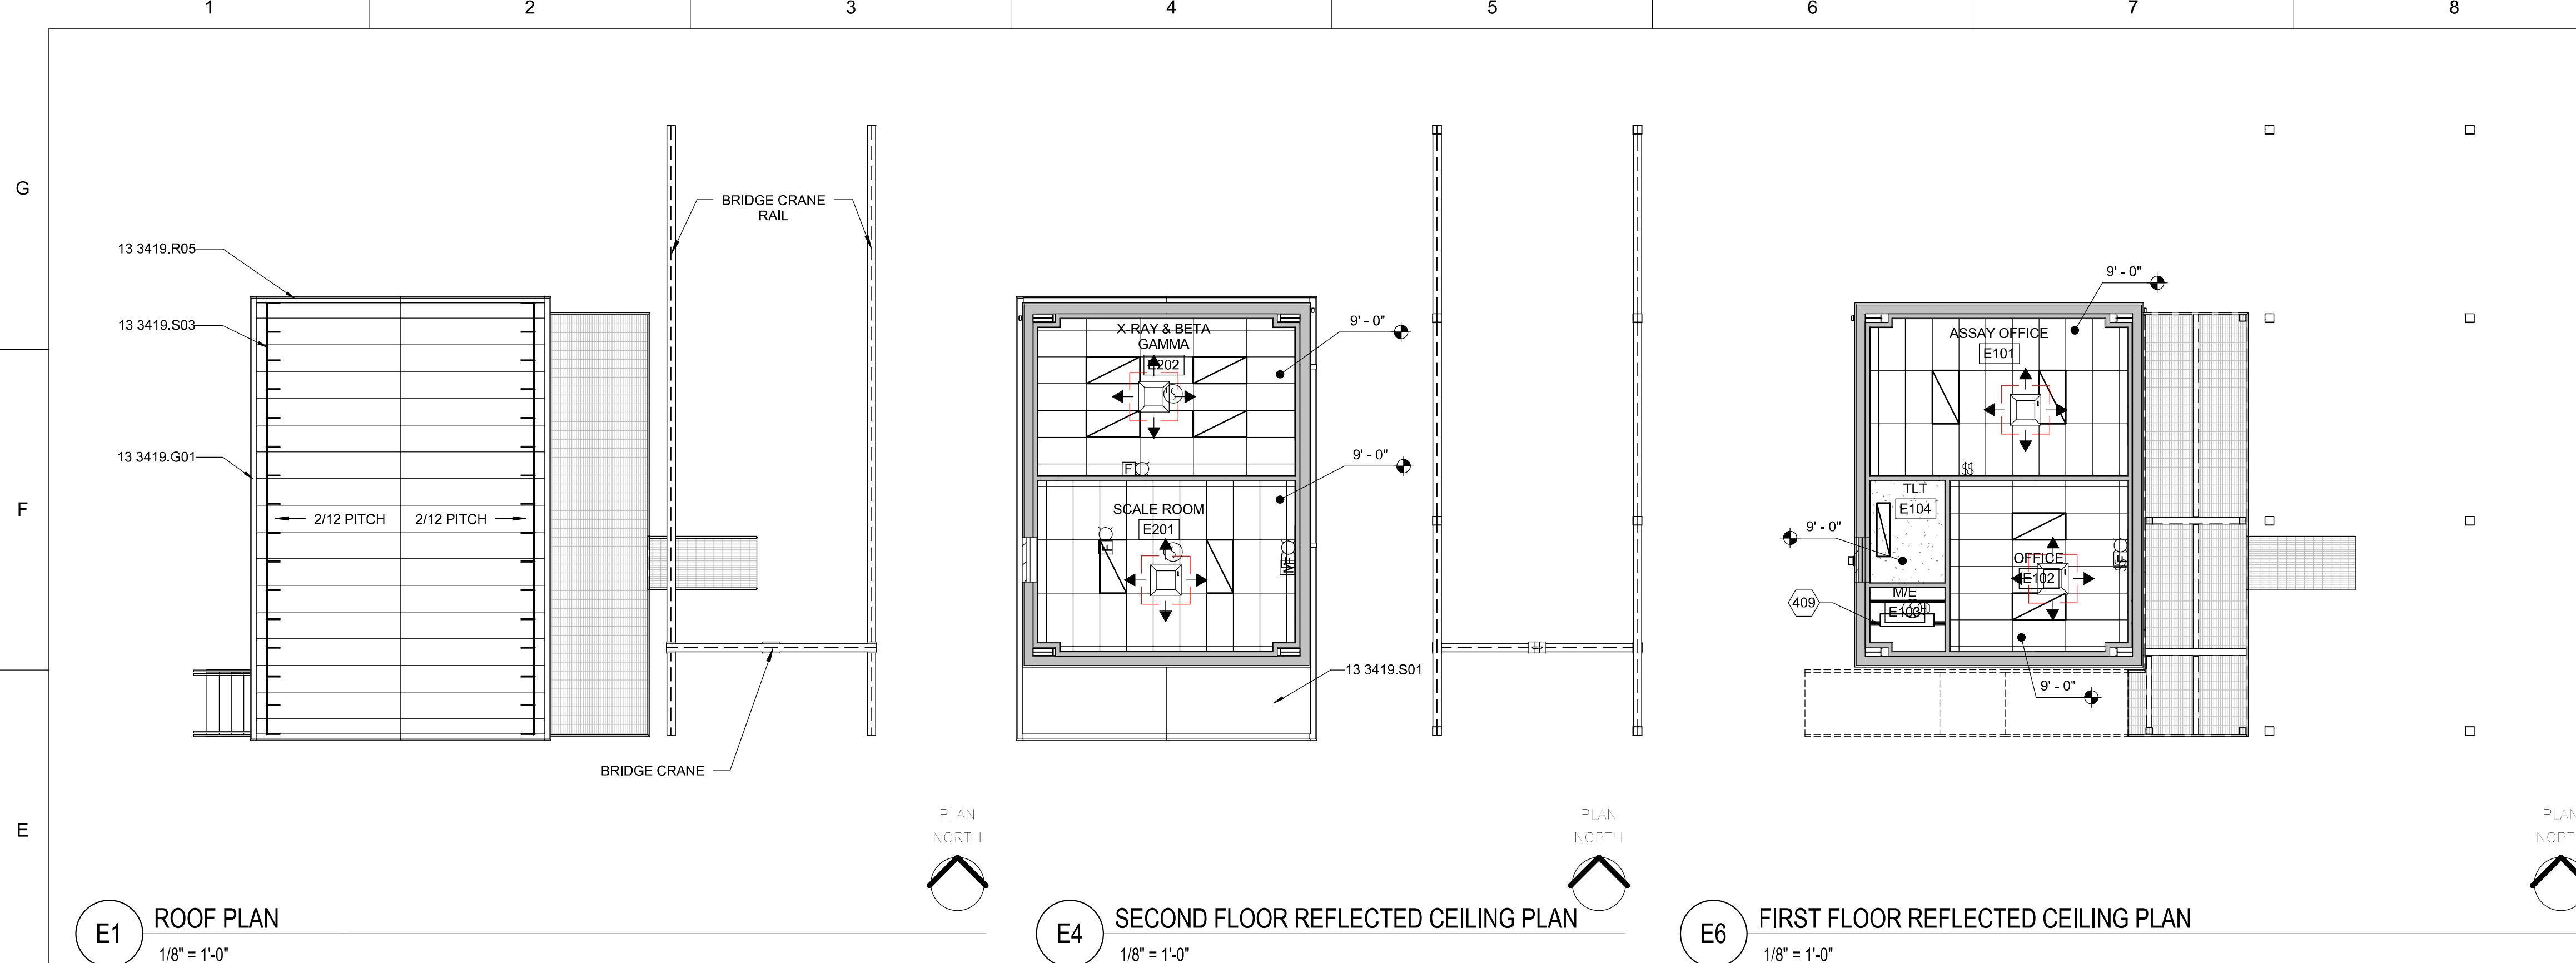 1 2 3 4 5 6 7 8
G
F
E
BRIDGE CRANE
RAIL
13 3419.R05
13 3419.S03
13 3419.G01
2/12 PITCH 2/12 PITCH
BRIDGE CRANE
PLAN
NORTH
E1
ROOF PLAN
1/8" = 1'-0"
X-RAY & BETA
GAMMA
E202
9' - 0"
9' - 0"
F
SCALE ROOM
E201
F
MF
13 3419.S01
PLAN
NORTH
E4
SECOND FLOOR REFLECTED CEILING PLAN
1/8" = 1'-0"
9' - 0"
ASSAY OFFICE
E101
$$
TLT
E104
9' - 0"
OFFICE
E102
$$F
M/E
E103
409
9' - 0"
PLAN
E6
FIRST FLOOR REFLECTED CEILING PLAN
1/8" = 1'-0"